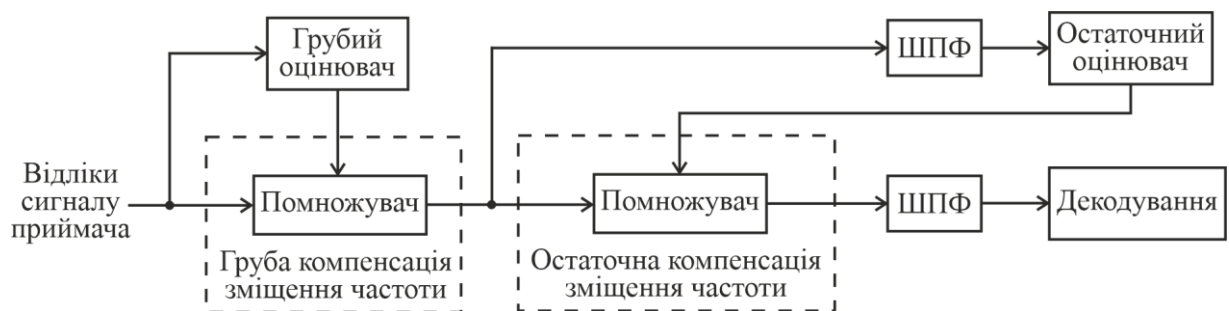 Грубий
оцінювач
ШПФ
Остаточний
оцінювач
Відліки
сигналу
приймача
Помножувач
Помножувач
ШПФ
Декодування
Груба компенсація
зміщення частоти
Остаточна компенсація
зміщення частоти